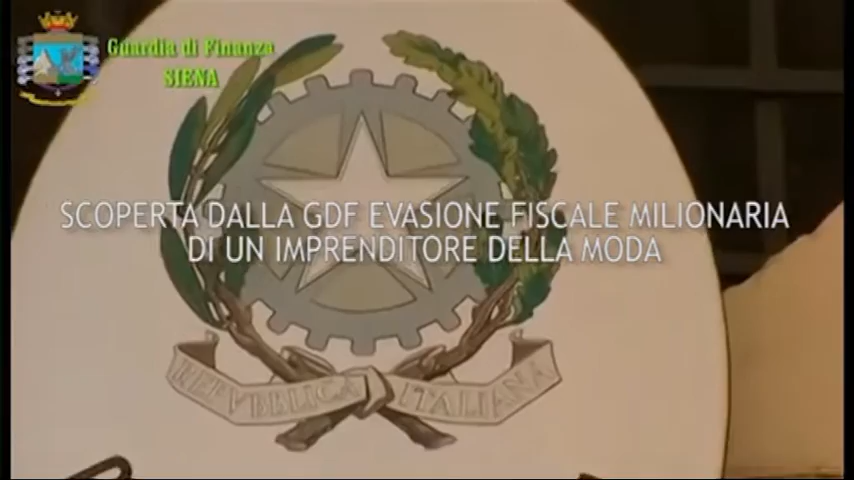 Guardia di Finanza
SIENA
SCOPERTA DALLA GDF EVASIONE FISCALE MILIONARIA
DI UN IMPRENDITORE DELLA MODA
REPVBBLICA ITALIANA